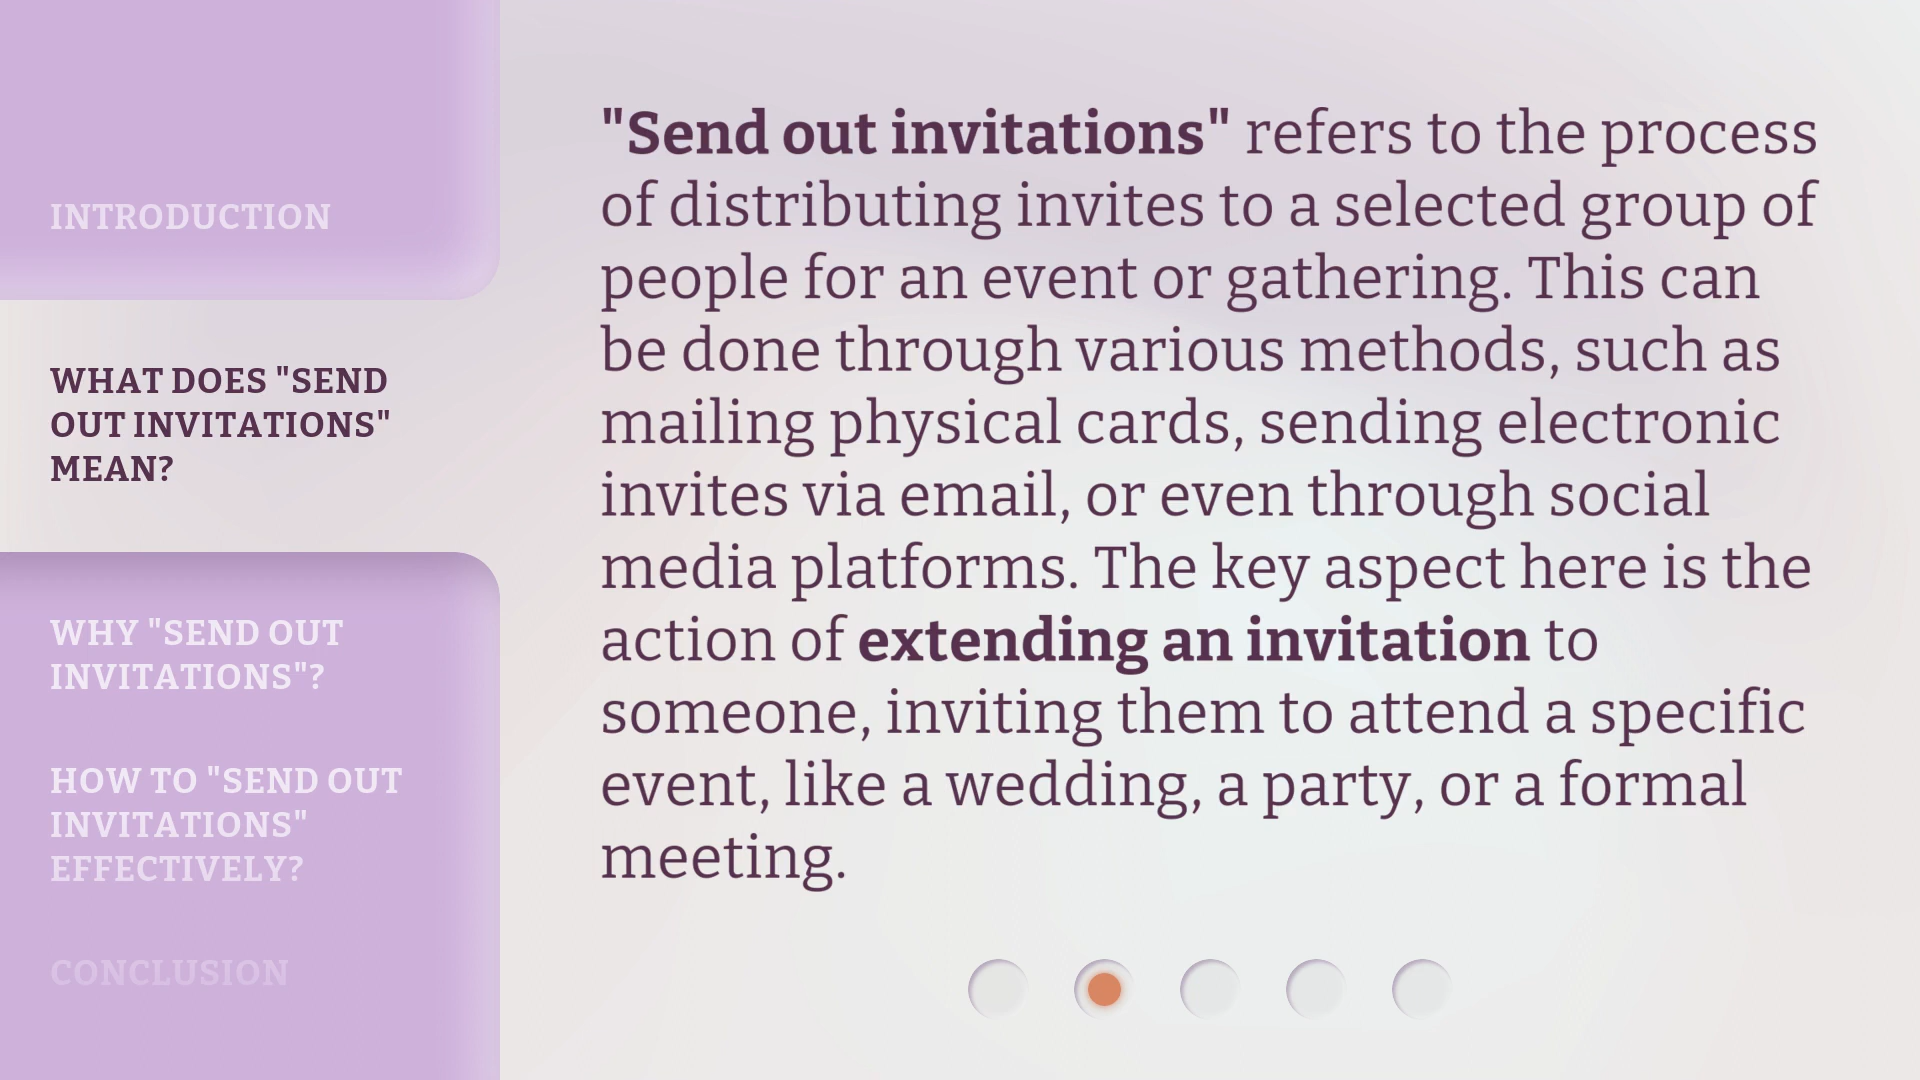 INTRODUCTION
WHAT DOES "SEND
OUT INVITATIONS"
MEAN?
WHY "SEND OUT
INVITATIONS"?
HOW TO "SEND OUT
INVITATIONS"
EFFECTIVELY?
CONCLUSION
"Send out invitations" refers to the process
of distributing invites to a selected group of
people for an event or gathering. This can
be done through various methods, such as
mailing physical cards, sending electronic
invites via email, or even through social
media platforms. The key aspect here is the
action of extending an invitation to
someone, inviting them to attend a specific
event, like a wedding, a party, or a formal
meeting.